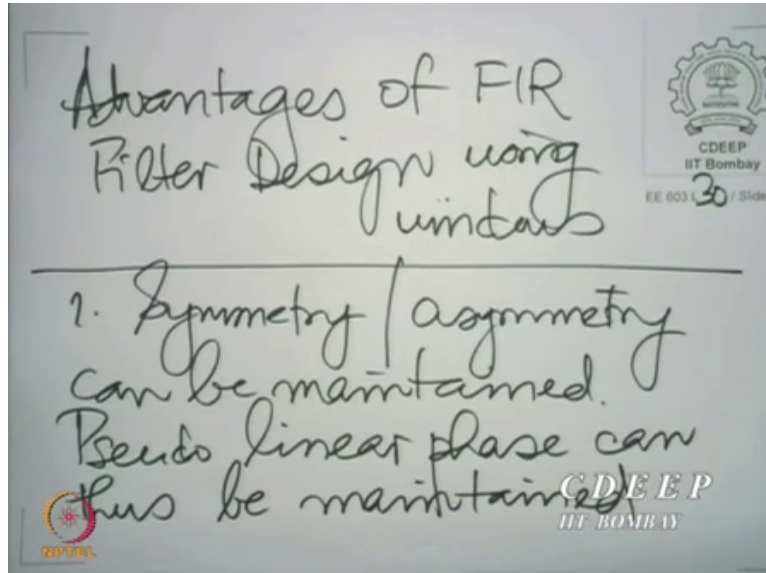 Advantages of FIR
Filter Design using
windows
CDEEP
IIT Bombay
EE 603 L 30 / Slide
1. Symmetry / asymmetry
can be maintained.
Pseudo linear phase can
thus be maintained
CDEEP
IIT BOMBAY
NPTEL